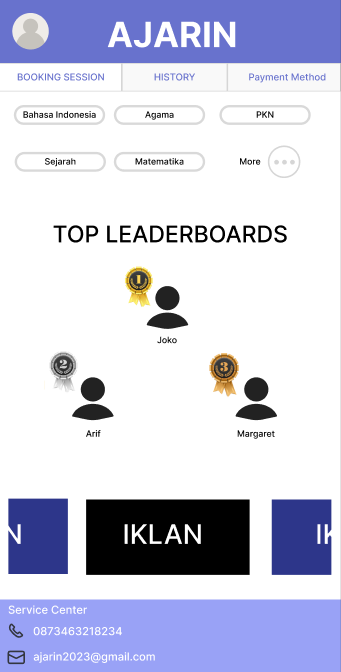 AJARIN
BOOKING SESSION
HISTORY
Payment Method
Bahasa Indonesia
Agama
PKN
Sejarah
Matematika
More
TOP LEADERBOARDS
1
Joko
2
3
Arif
Margaret
N
IKLAN
IK
Service Center
0873463218234
ajarin2023@gmail.com